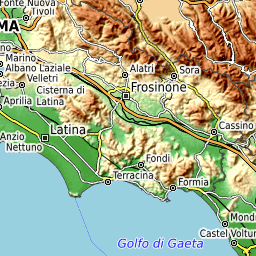 Fonte Nuova
Tivoli
MA
Marino
Albano Laziale
ezia
Velletri
Cisterna di
Latina
Aprilia
Alatri
Sora
Frosinone
Anzio
Nettuno
Latina
Cassino
Fondi
Terracina
Formia
Mond
Castel Voltur
Golfo di Gaeta